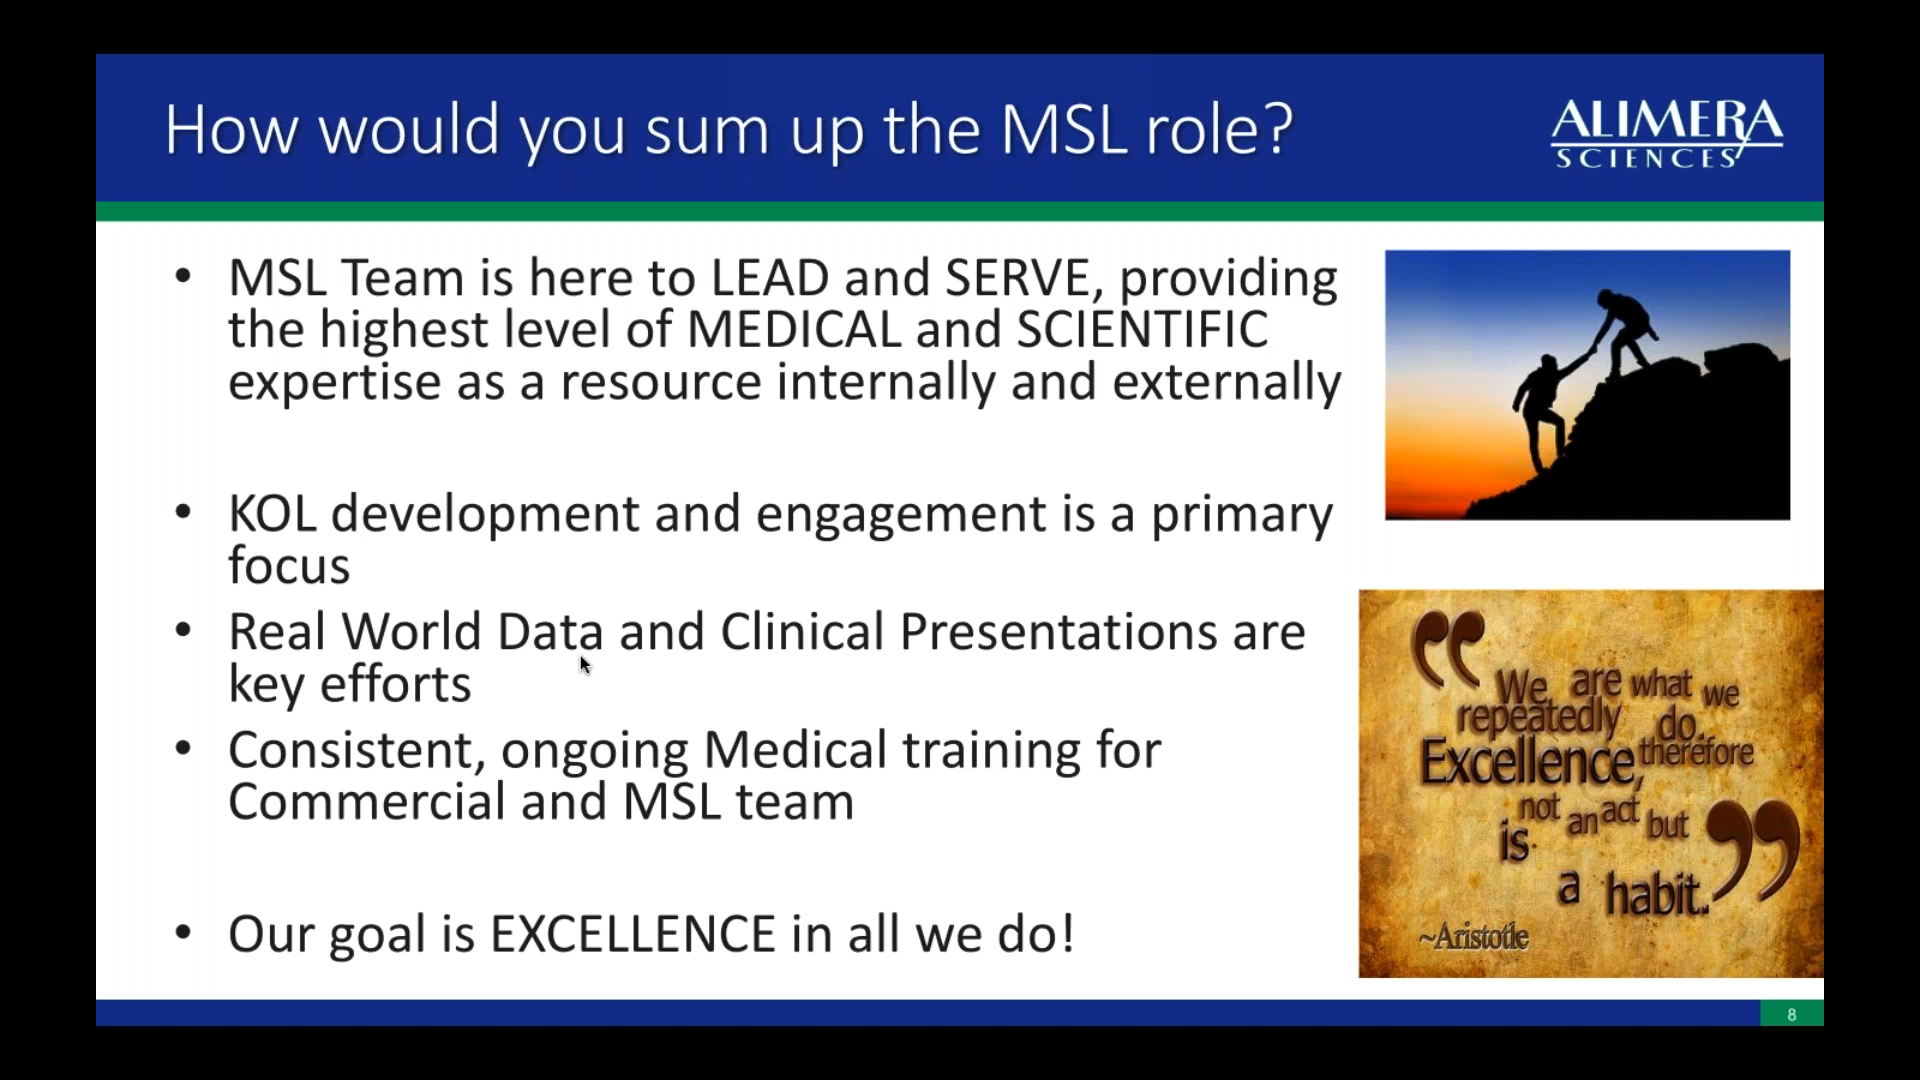 How would you sum up the MSL role?
ALIMERA
SCIENCES
• MSL Team is here to LEAD and SERVE, providing
the highest level of MEDICAL and SCIENTIFIC
expertise as a resource internally and externally
• KOL development and engagement is a primary
focus
• Real World Data and Clinical Presentations are
key efforts
• Consistent, ongoing Medical training for
Commercial and MSL team
• Our goal is EXCELLENCE in all we do!
“We are what we
repeatedly do.
Excellence, therefore
is not an act but
a habit.”
~Aristotle
8